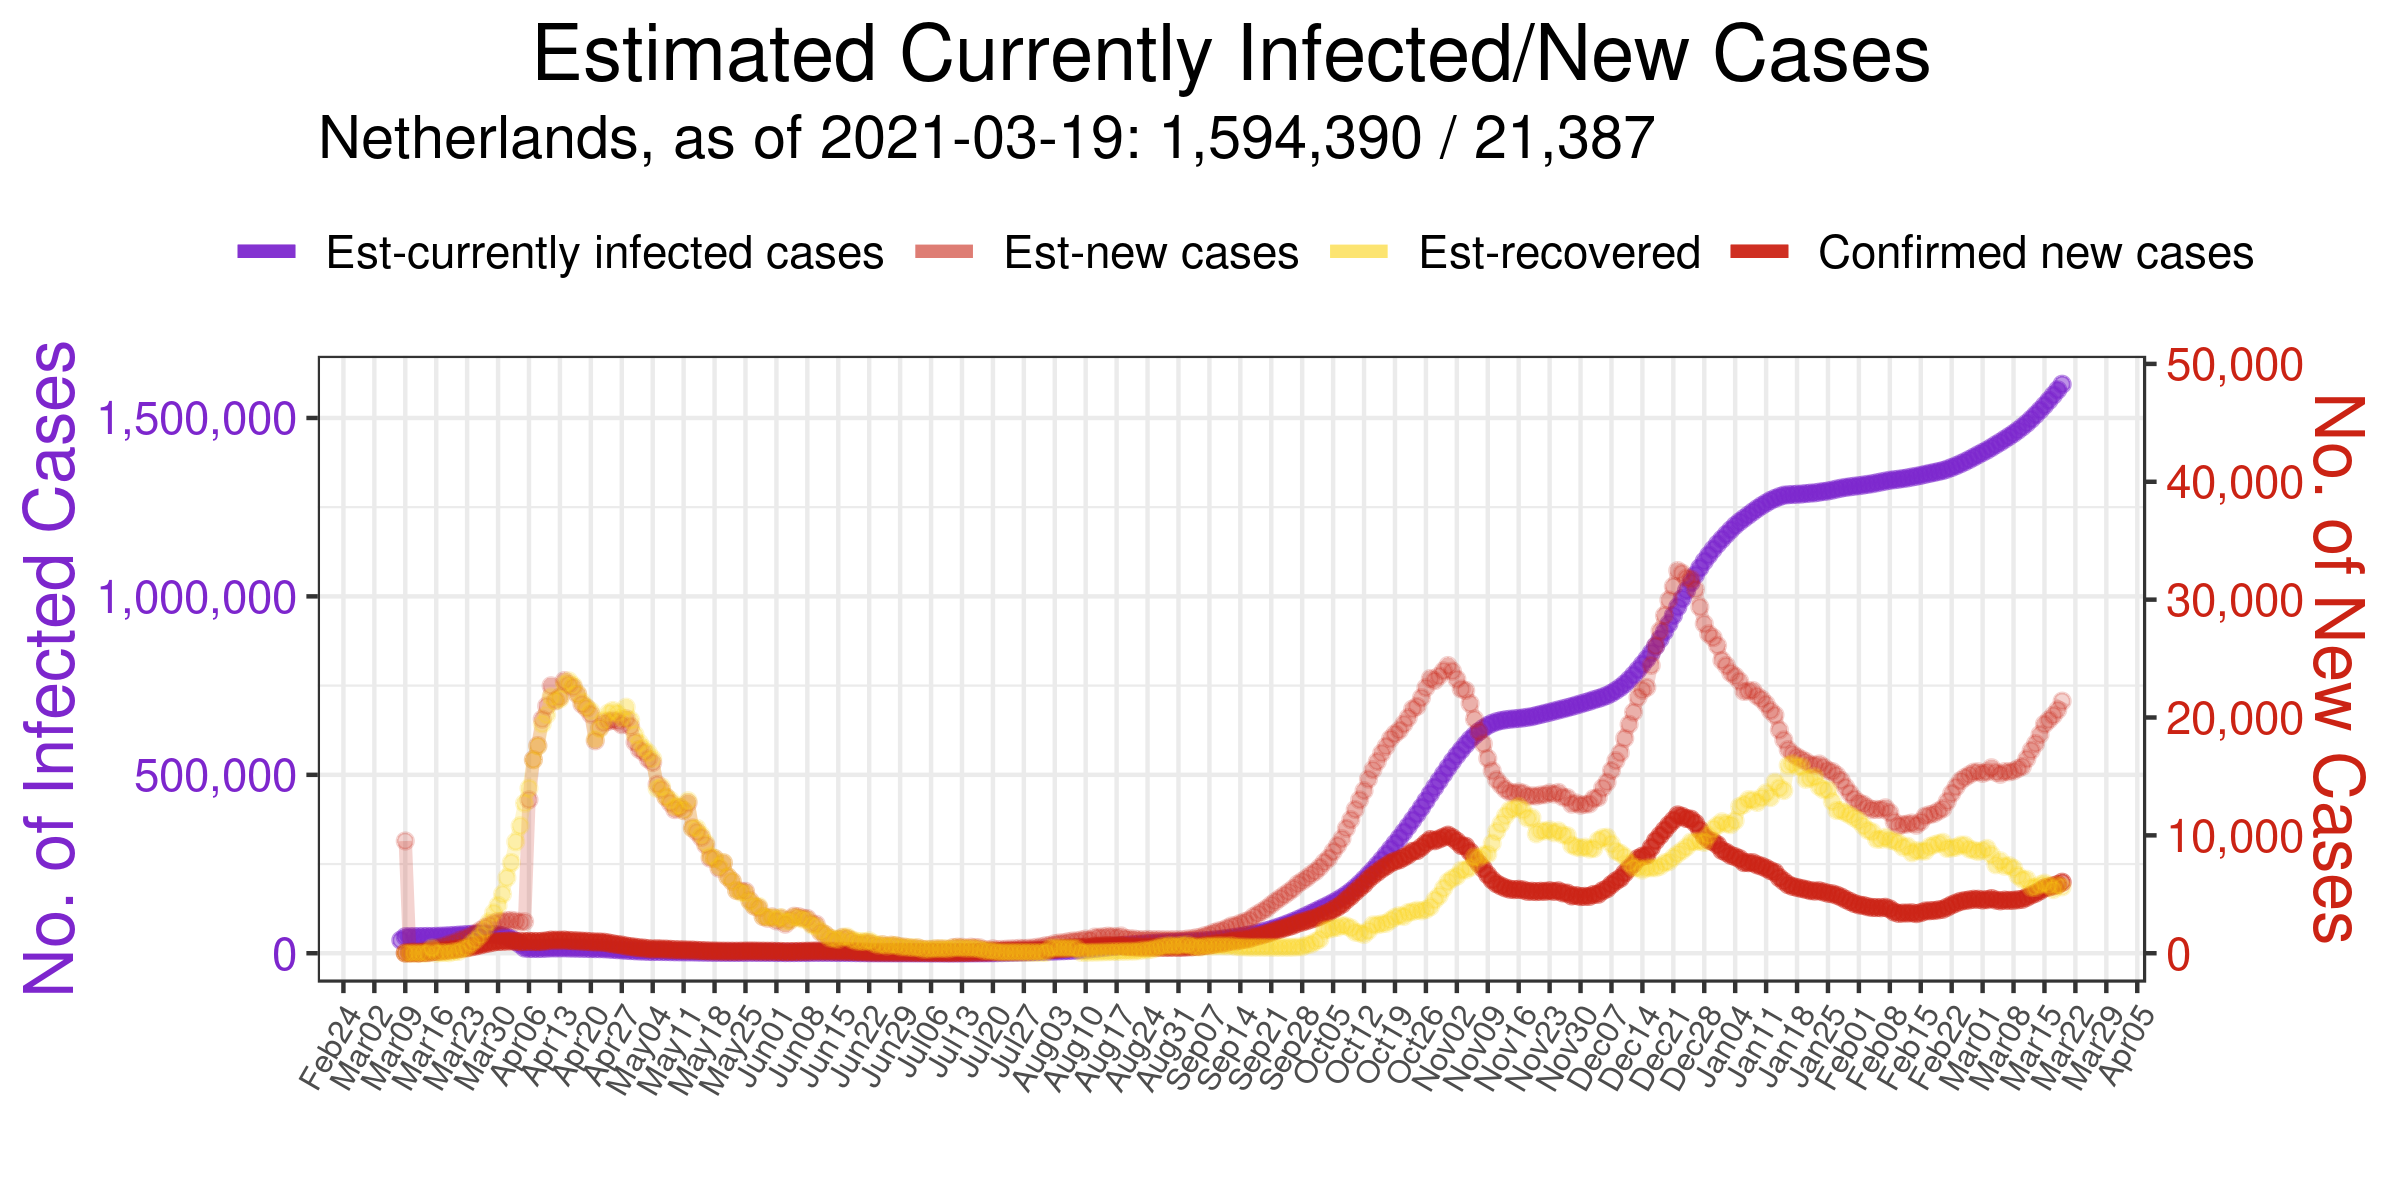 Estimated Currently Infected/New Cases
Netherlands, as of 2021-03-19: 1,594,390 / 21,387
Est-currently infected cases Est-new cases Est-recovered Confirmed new cases
No. of Infected Cases
1,500,000
1,000,000
500,000
0
50,000
40,000
30,000
20,000
10,000
0
No. of New Cases
Feb24 Mar02 Mar09 Mar16 Mar23 Mar30 Apr06 Apr13 Apr20 Apr27 May04 May11 May18 May25 Jun01 Jun08 Jun15 Jun22 Jun29 Jul06 Jul13 Jul20 Jul27 Aug03 Aug10 Aug17 Aug24 Aug31 Sep07 Sep14 Sep21 Sep28 Oct05 Oct12 Oct19 Oct26 Nov02 Nov09 Nov16 Nov23 Nov30 Dec07 Dec14 Dec21 Dec28 Jan04 Jan11 Jan18 Jan25 Feb01 Feb08 Feb15 Feb22 Mar01 Mar08 Mar15 Mar22 Mar29 Apr05